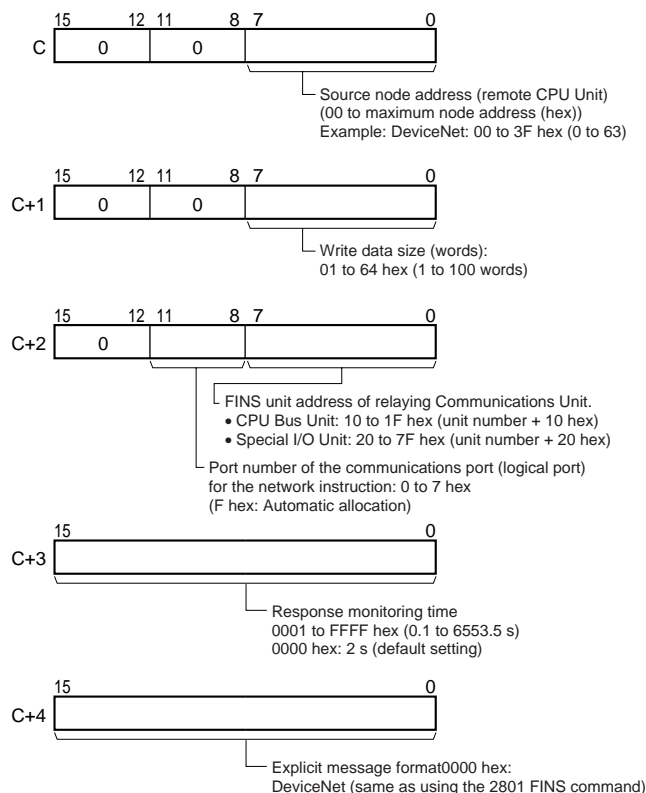 15 12 11 8 7 0
C 0 0
Source node address (remote CPU Unit)
(00 to maximum node address (hex))
Example: DeviceNet: 00 to 3F hex (0 to 63)
15 12 11 8 7 0
C+1 0 0
Write data size (words):
01 to 64 hex (1 to 100 words)
15 12 11 8 7 0
C+2 0
FINS unit address of relaying Communications Unit.
• CPU Bus Unit: 10 to 1F hex (unit number + 10 hex)
• Special I/O Unit: 20 to 7F hex (unit number + 20 hex)
Port number of the communications port (logical port)
for the network instruction: 0 to 7 hex
(F hex: Automatic allocation)
15 0
C+3
Response monitoring time
0001 to FFFF hex (0.1 to 6553.5 s)
0000 hex: 2 s (default setting)
15 0
C+4
Explicit message format0000 hex:
DeviceNet (same as using the 2801 FINS command)